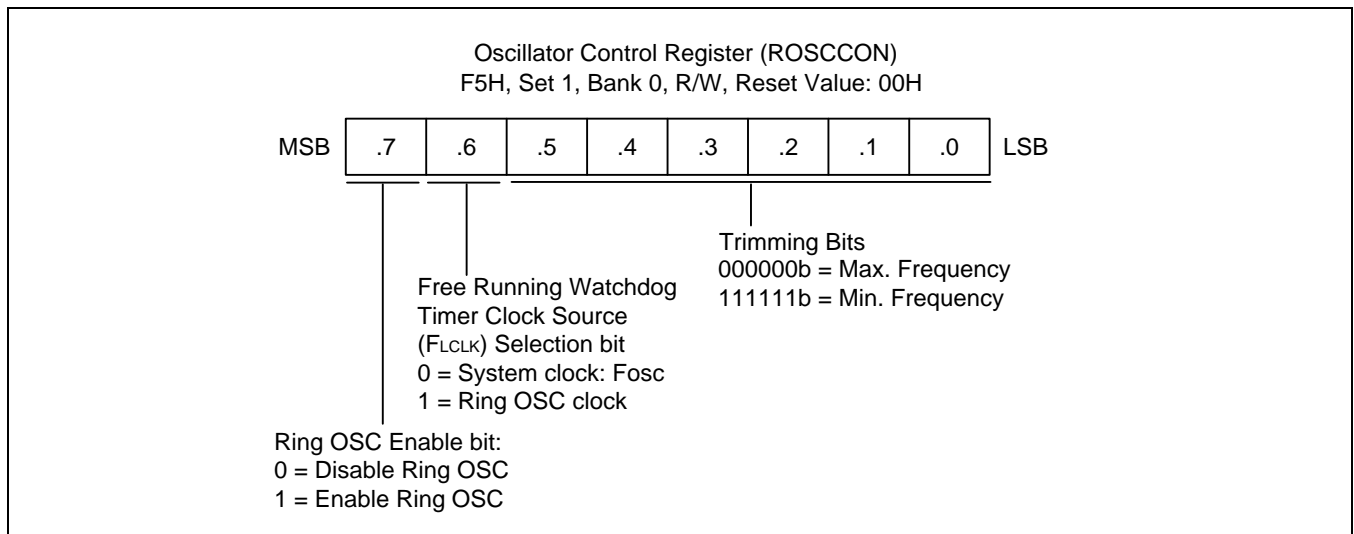 Oscillator Control Register (ROSCCON)
F5H, Set 1, Bank 0, R/W, Reset Value: 00H
MSB .7 .6 .5 .4 .3 .2 .1 .0 LSB
Trimming Bits
000000b = Max. Frequency
111111b = Min. Frequency
Free Running Watchdog
Timer Clock Source
(FLCLK) Selection bit
0 = System clock: Fosc
1 = Ring OSC clock
Ring OSC Enable bit:
0 = Disable Ring OSC
1 = Enable Ring OSC